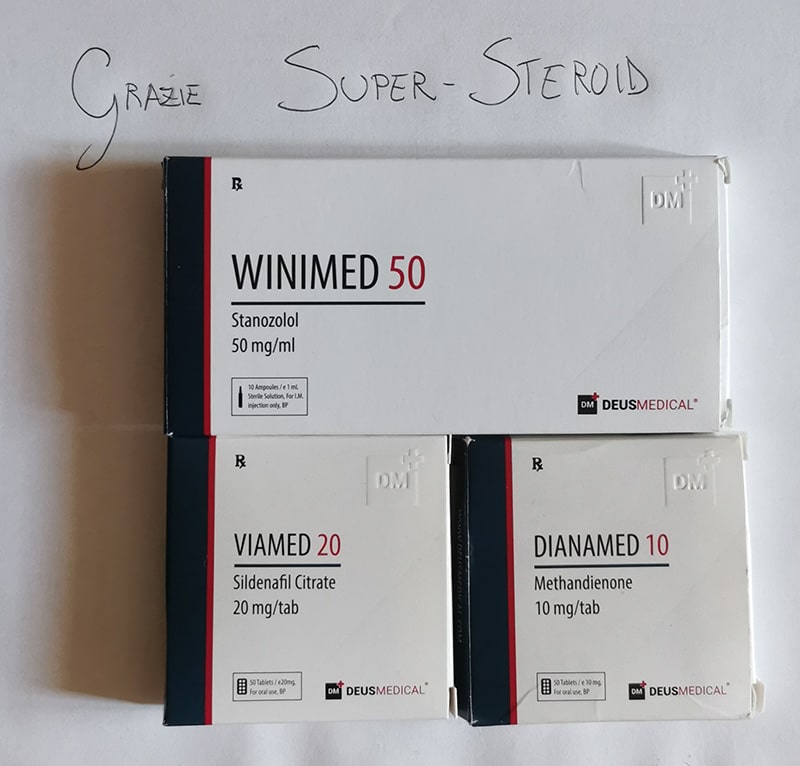 GRAZIE SUPER-STEROID
℞
DM
WINIMED 50
Stanozolol
50 mg/ml
10 Ampoules / e 1 mL
Sterile Solution, For I.M.
injection only, BP
DM DEUSMEDICAL®
℞
DM
VIAMED 20
Sildenafil Citrate
20 mg/tab
50 Tablets / e20mg,
For oral use, BP
DM DEUSMEDICAL®
℞
DM
DIANAMED 10
Methandienone
10 mg/tab
50 Tablets / e 10 mg,
For oral use, BP
DM DEUSMEDICAL®